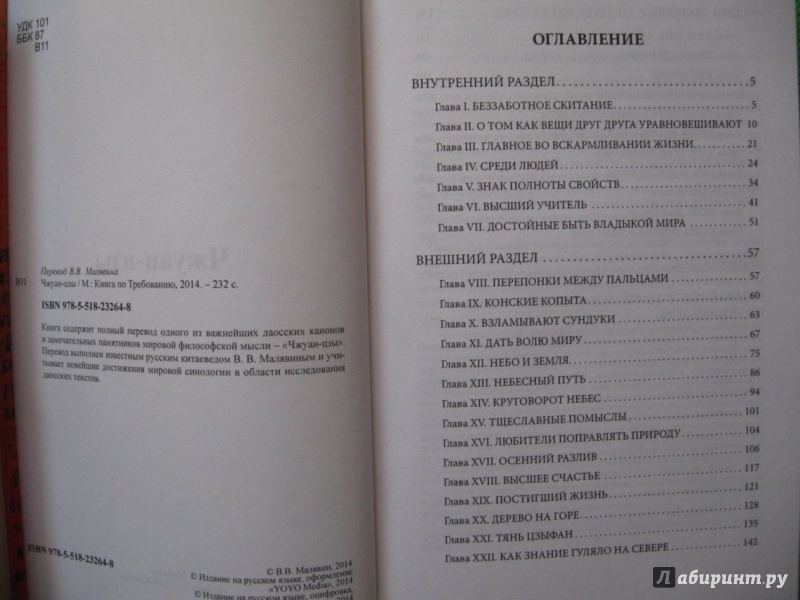 УДК 101
ББК 87
В11
Перевод В.В. Малявина
В11 Чжуан-цзы / М.: Книга по Требованию, 2014. – 232 с.
ISBN 978-5-518-23264-8
Книга содержит полный перевод одного из важнейших даосских канонов
и замечательных памятников мировой философской мысли – «Чжуан-цзы».
Перевод выполнен известным русским китаеведом В. В. Малявиным и учи-
тывает новейшие достижения мировой синологии в области исследования
даосских текстов.
ISBN 978-5-518-23264-8
© В.В. Малявин, 2014
© Издание на русском языке, оформление
«YOYO Media», 2014
© Издание на русском языке, оцифровка,
ОГЛАВЛЕНИЕ
ВНУТРЕННИЙ РАЗДЕЛ 5
Глава I. БЕЗЗАБОТНОЕ СКИТАНИЕ 5
Глава II. О ТОМ КАК ВЕЩИ ДРУГ ДРУГА УРАВНОВЕШИВАЮТ 10
Глава III. ГЛАВНОЕ ВО ВСКАРМЛИВАНИИ ЖИЗНИ 21
Глава IV. СРЕДИ ЛЮДЕЙ 24
Глава V. ЗНАК ПОЛНОТЫ СВОЙСТВ 34
Глава VI. ВЫСШИЙ УЧИТЕЛЬ 41
Глава VII. ДОСТОЙНЫЕ БЫТЬ ВЛАДЫКОЙ МИРА 51
ВНЕШНИЙ РАЗДЕЛ 57
Глава VIII. ПЕРЕПОНКИ МЕЖДУ ПАЛЬЦАМИ 57
Глава IX. КОНСКИЕ КОПЫТА 60
Глава X. ВЗЛАМЫВАЮТ СУНДУКИ 63
Глава XI. ДАТЬ ВОЛЮ МИРУ 67
Глава XII. НЕБО И ЗЕМЛЯ 75
Глава XIII. НЕБЕСНЫЙ ПУТЬ 86
Глава XIV. КРУГОВОРОТ НЕБЕС 94
Глава XV. ТЩЕСЛАВНЫЕ ПОМЫСЛЫ 101
Глава XVI. ЛЮБИТЕЛИ ПОПРАВЛЯТЬ ПРИРОДУ 104
Глава XVII. ОСЕННИЙ РАЗЛИВ 106
Глава XVIII. ВЫСШЕЕ СЧАСТЬЕ 117
Глава XIX. ПОСТИГШИЙ ЖИЗНЬ 121
Глава XX. ДЕРЕВО НА ГОРЕ 128
Глава XXI. ТЯНЬ ЦЗЫФАН 135
Глава XXII. КАК ЗНАНИЕ ГУЛЯЛО НА СЕВЕРЕ 142
Лабиринт.ру